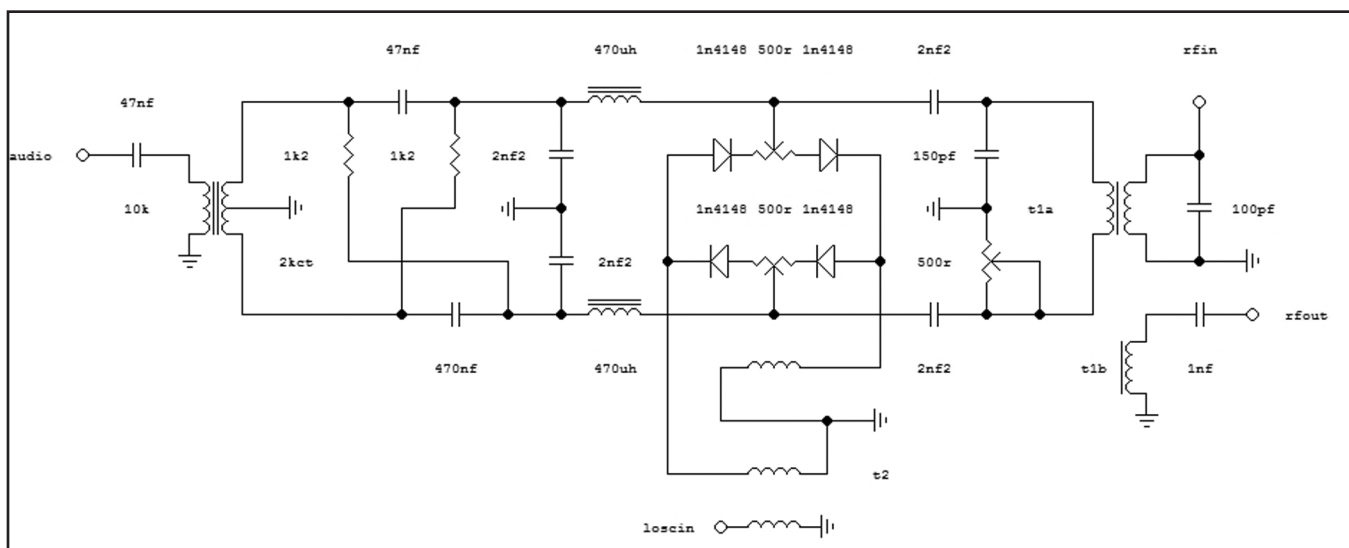 47nf 470uh 1n4148 500r 1n4148 2nf2 rfin
47nf
audio 1k2 1k2 2nf2 150pf
10k 1n4148 500r 1n4148 t1a 100pf
2kct 2nf2 500r
rfout
470nf 470uh 2nf2 t1b 1nf
t2
loscin